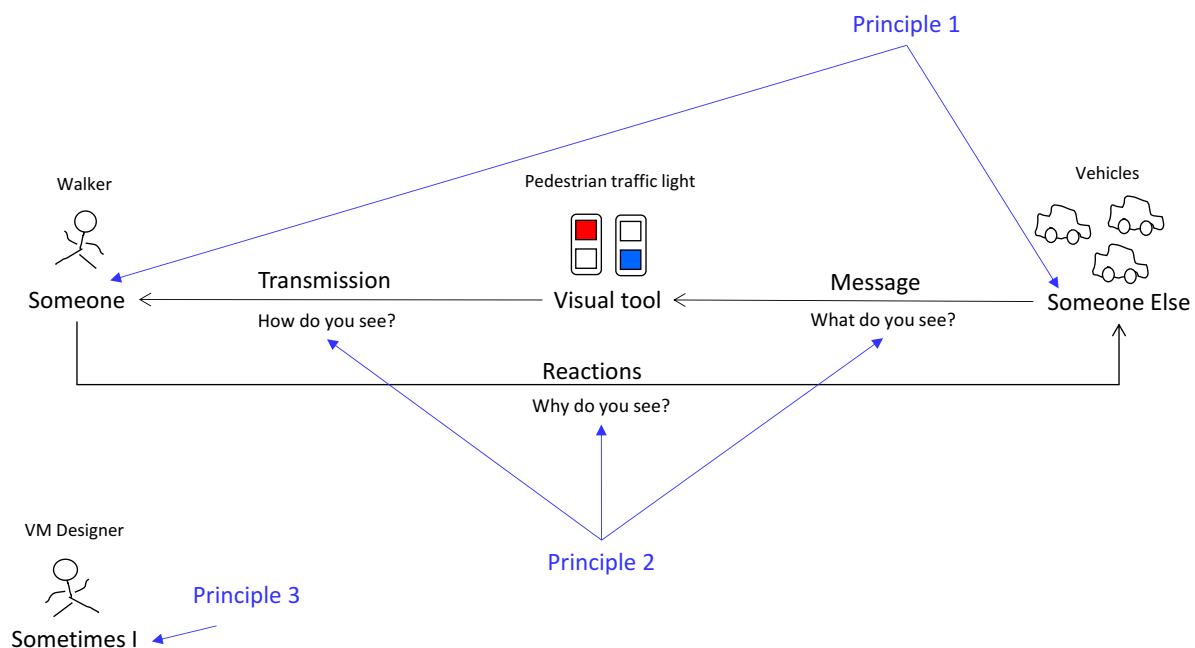 Principle 1
Walker
Pedestrian traffic light
Vehicles
Transmission
Message
Someone
Visual tool
Someone Else
How do you see?
What do you see?
Reactions
Why do you see?
VM Designer
Principle 2
Principle 3
Sometimes I